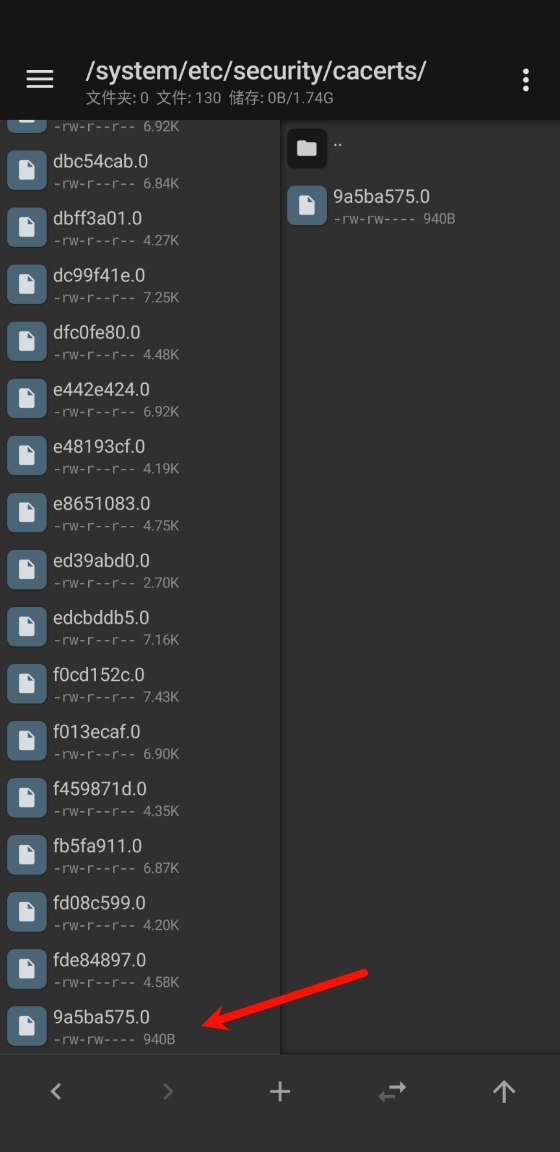 /system/etc/security/cacerts/
文件夹: 0 文件: 130 储存: 0B/1.74G
-rw-r--r-- 6.92K
dbc54cab.0
-rw-r--r-- 6.84K
dbff3a01.0
-rw-r--r-- 4.27K
dc99f41e.0
-rw-r--r-- 7.25K
dfc0fe80.0
-rw-r--r-- 4.48K
e442e424.0
-rw-r--r-- 6.92K
e48193cf.0
-rw-r--r-- 4.19K
e8651083.0
-rw-r--r-- 4.75K
ed39abd0.0
-rw-r--r-- 2.70K
edcbddb5.0
-rw-r--r-- 7.16K
f0cd152c.0
-rw-r--r-- 7.43K
f013ecaf.0
-rw-r--r-- 6.90K
f459871d.0
-rw-r--r-- 4.35K
fb5fa911.0
-rw-r--r-- 6.87K
fd08c599.0
-rw-r--r-- 4.20K
fde84897.0
-rw-r--r-- 4.58K
9a5ba575.0
-rw-rw---- 940B
..
9a5ba575.0
-rw-rw---- 940B